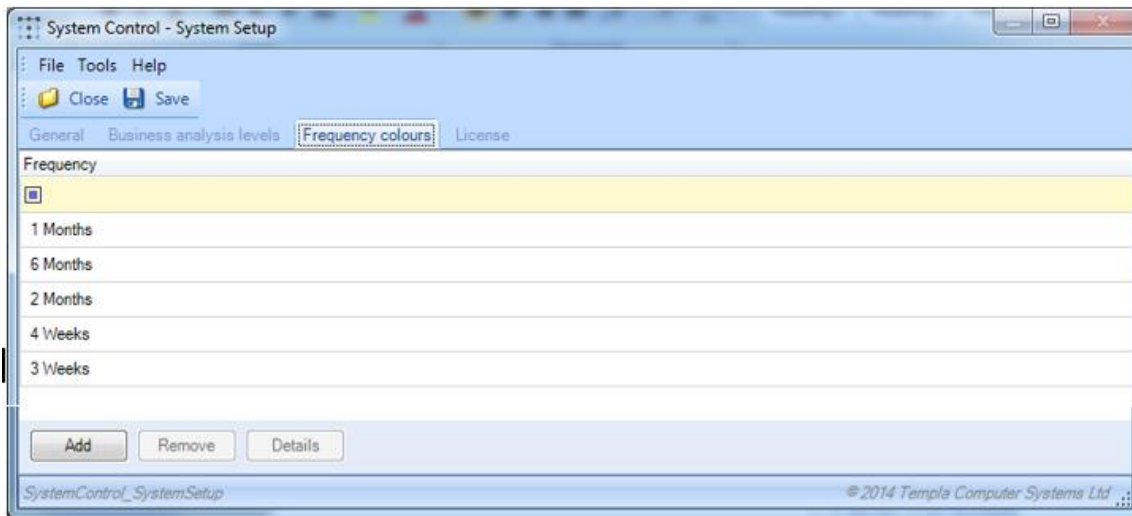 System Control - System Setup
File Tools Help
Close Save
General Business analysis levels Frequency colours License
Frequency
1 Months
6 Months
2 Months
4 Weeks
3 Weeks
Add Remove Details
SystemControl_SystemSetup ©2014 Templa Computer Systems Ltd